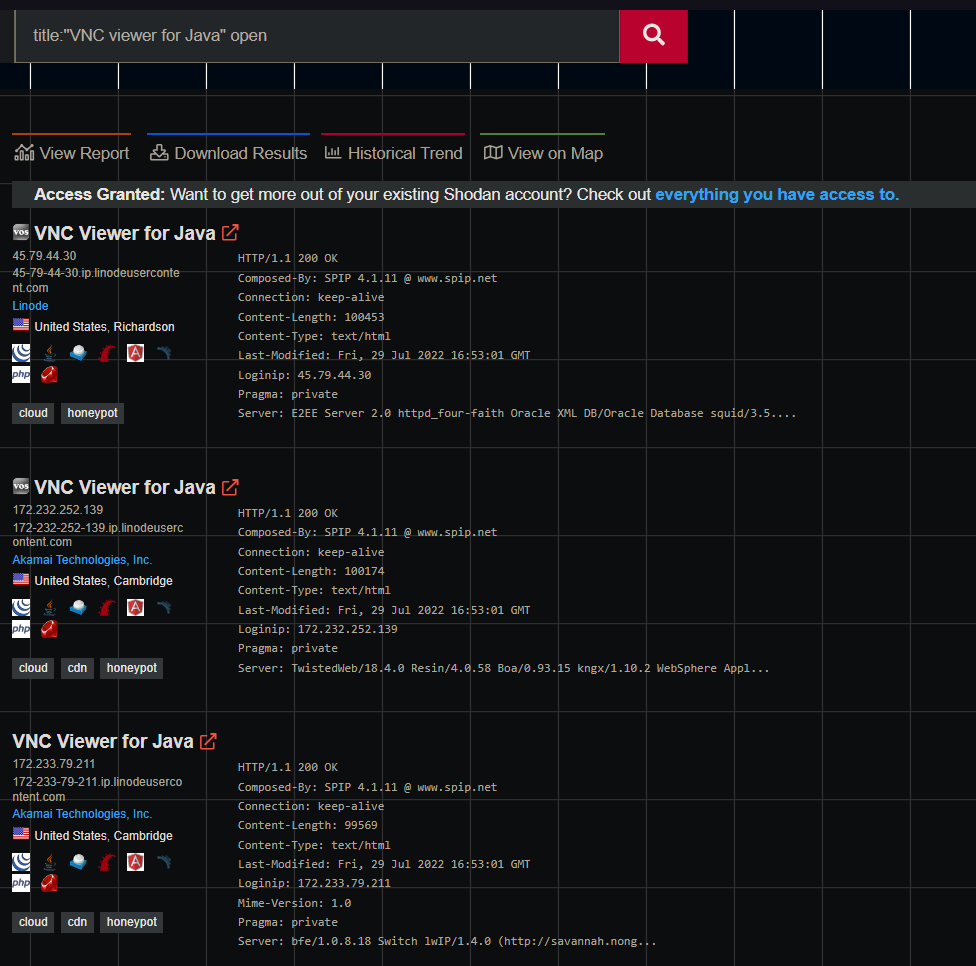 title:"VNC viewer for Java" open
View Report
Download Results
Historical Trend
View on Map
Access Granted: Want to get more out of your existing Shodan account? Check out everything you have access to.
vos
VNC Viewer for Java
45.79.44.30
45-79-44-30.ip.linodeuserconte
nt.com
Linode
United States, Richardson
php
cloud
honeypot
HTTP/1.1 200 OK
Composed-By: SPIP 4.1.11 @ www.spip.net
Connection: keep-alive
Content-Length: 100453
Content-Type: text/html
Last-Modified: Fri, 29 Jul 2022 16:53:01 GMT
Loginip: 45.79.44.30
Pragma: private
Server: E2EE Server 2.0 httpd_four-faith Oracle XML DB/Oracle Database squid/3.5....
vos
VNC Viewer for Java
172.232.252.139
172-232-252-139.ip.linodeuserc
ontent.com
Akamai Technologies, Inc.
United States, Cambridge
php
cloud
cdn
honeypot
HTTP/1.1 200 OK
Composed-By: SPIP 4.1.11 @ www.spip.net
Connection: keep-alive
Content-Length: 100174
Content-Type: text/html
Last-Modified: Fri, 29 Jul 2022 16:53:01 GMT
Loginip: 172.232.252.139
Pragma: private
Server: TwistedWeb/18.4.0 Resin/4.0.58 Boa/0.93.15 kngx/1.10.2 WebSphere Appl...
VNC Viewer for Java
172.233.79.211
172-233-79-211.ip.linodeuserco
ntent.com
Akamai Technologies, Inc.
United States, Cambridge
php
cloud
cdn
honeypot
HTTP/1.1 200 OK
Composed-By: SPIP 4.1.11 @ www.spip.net
Connection: keep-alive
Content-Length: 99569
Content-Type: text/html
Last-Modified: Fri, 29 Jul 2022 16:53:01 GMT
Loginip: 172.233.79.211
Mime-Version: 1.0
Pragma: private
Server: bfe/1.0.8.18 Switch lwIP/1.4.0 (http://savannah.nong...